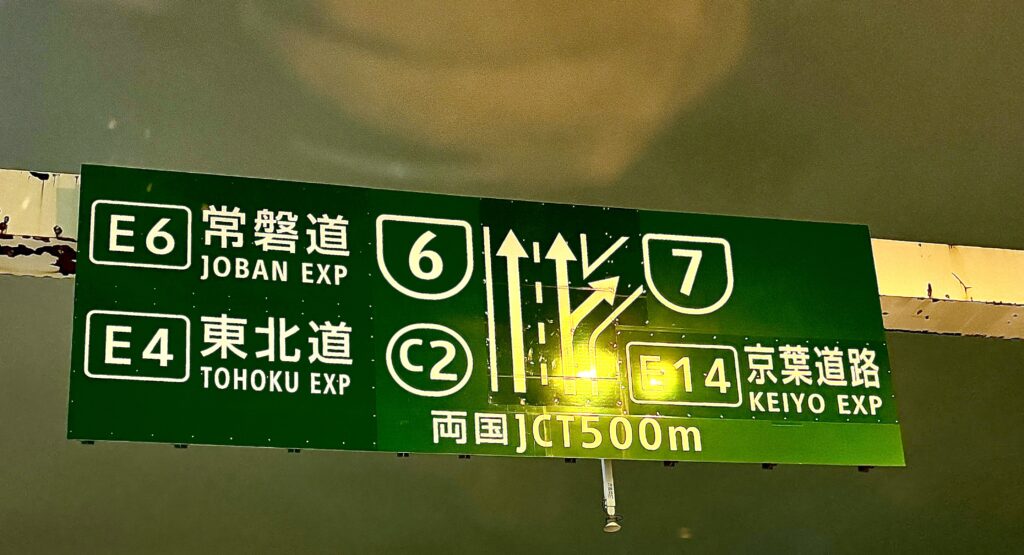 E6 常磐道
JOBAN EXP
E4 東北道
TOHOKU EXP
6
C2
7
E14 京葉道路
KEIYO EXP
両国JCT500m